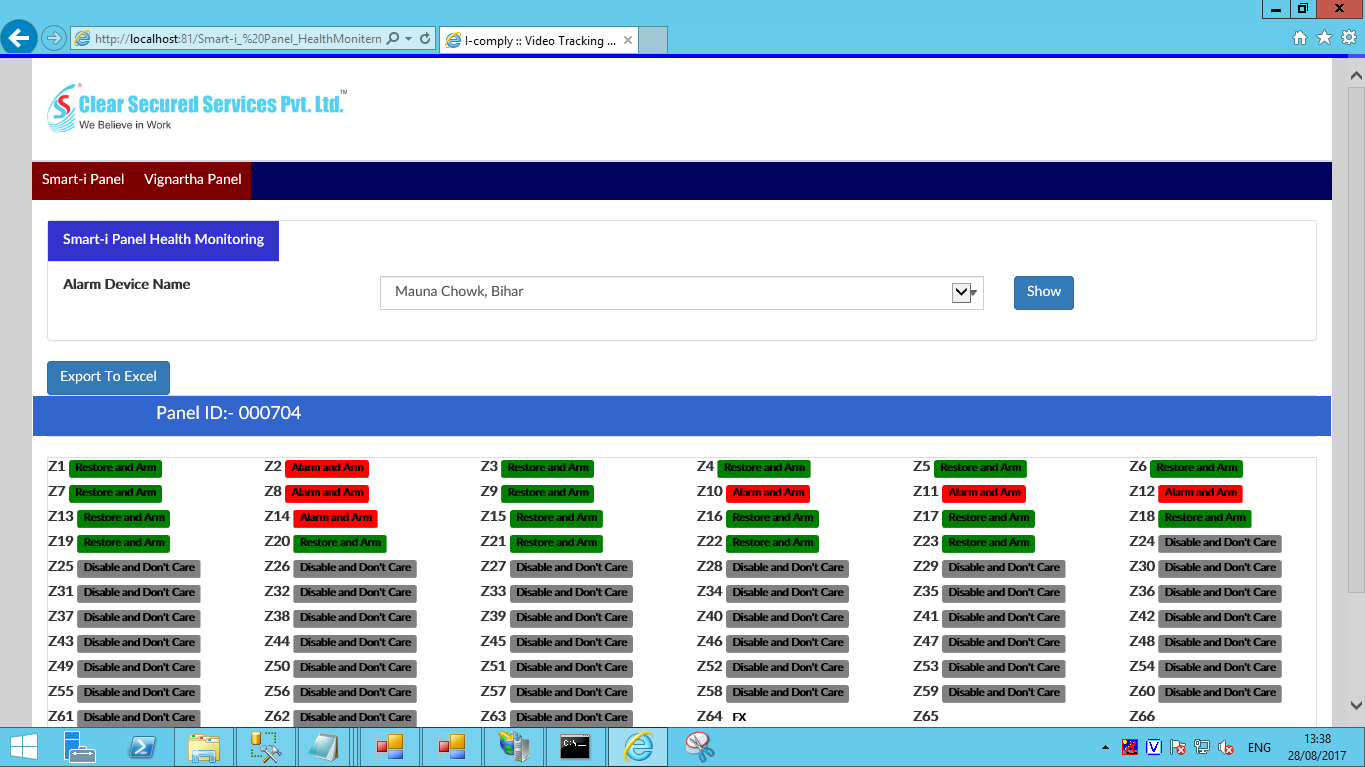 http://localhost:81/Smart-i_%20Panel_HealthMonitern
I-comply :: Video Tracking ...
Clear Secured Services Pvt. Ltd.™
We Believe in Work
Smart-i Panel Vignartha Panel
Smart-i Panel Health Monitoring
Alarm Device Name Mauna Chowk, Bihar Show
Export To Excel
Panel ID:- 000704
Z1 Restore and Arm Z2 Alarm and Arm Z3 Restore and Arm Z4 Restore and Arm Z5 Restore and Arm Z6 Restore and Arm
Z7 Restore and Arm Z8 Alarm and Arm Z9 Restore and Arm Z10 Alarm and Arm Z11 Alarm and Arm Z12 Alarm and Arm
Z13 Restore and Arm Z14 Alarm and Arm Z15 Restore and Arm Z16 Restore and Arm Z17 Restore and Arm Z18 Restore and Arm
Z19 Restore and Arm Z20 Restore and Arm Z21 Restore and Arm Z22 Restore and Arm Z23 Restore and Arm Z24 Disable and Don't Care
Z25 Disable and Don't Care Z26 Disable and Don't Care Z27 Disable and Don't Care Z28 Disable and Don't Care Z29 Disable and Don't Care Z30 Disable and Don't Care
Z31 Disable and Don't Care Z32 Disable and Don't Care Z33 Disable and Don't Care Z34 Disable and Don't Care Z35 Disable and Don't Care Z36 Disable and Don't Care
Z37 Disable and Don't Care Z38 Disable and Don't Care Z39 Disable and Don't Care Z40 Disable and Don't Care Z41 Disable and Don't Care Z42 Disable and Don't Care
Z43 Disable and Don't Care Z44 Disable and Don't Care Z45 Disable and Don't Care Z46 Disable and Don't Care Z47 Disable and Don't Care Z48 Disable and Don't Care
Z49 Disable and Don't Care Z50 Disable and Don't Care Z51 Disable and Don't Care Z52 Disable and Don't Care Z53 Disable and Don't Care Z54 Disable and Don't Care
Z55 Disable and Don't Care Z56 Disable and Don't Care Z57 Disable and Don't Care Z58 Disable and Don't Care Z59 Disable and Don't Care Z60 Disable and Don't Care
Z61 Disable and Don't Care Z62 Disable and Don't Care Z63 Disable and Don't Care Z64 FX Z65 Z66
ENG
13:38
28/08/2017